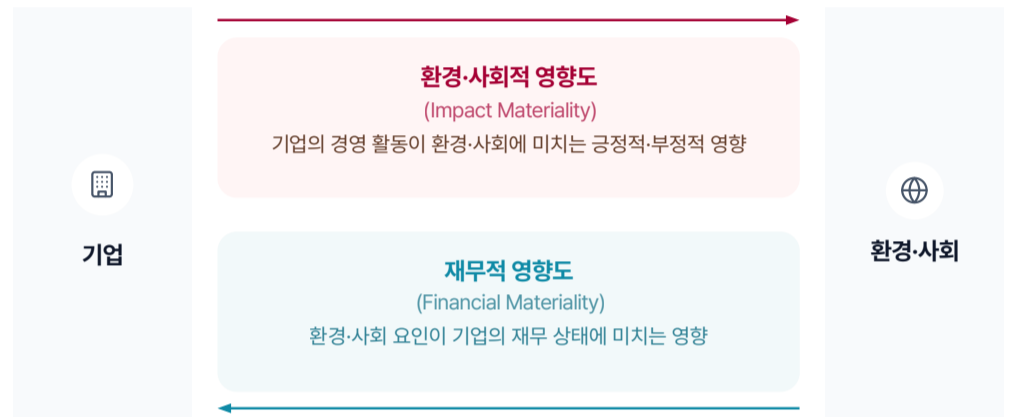 환경·사회적 영향도
(Impact Materiality)
기업의 경영 활동이 환경·사회에 미치는 긍정적·부정적 영향
기업
환경·사회
재무적 영향도
(Financial Materiality)
환경·사회 요인이 기업의 재무 상태에 미치는 영향